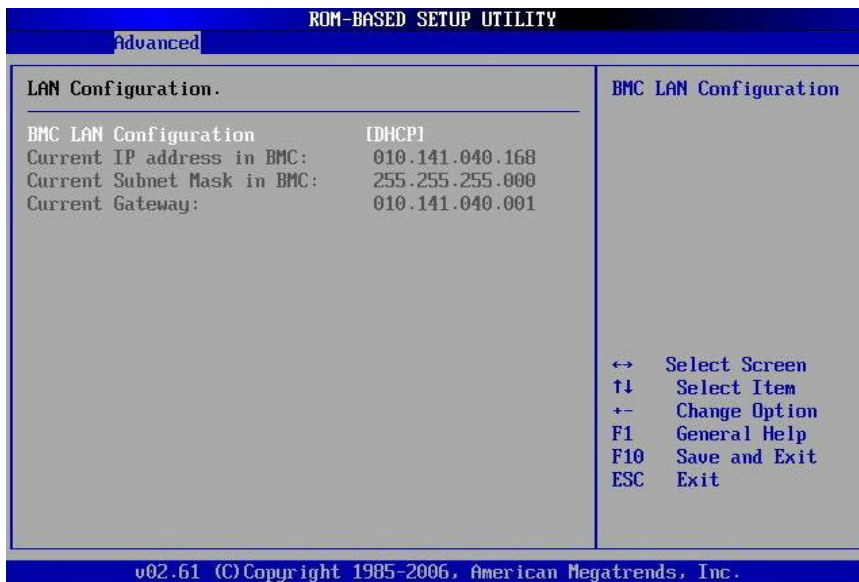 ROM-BASED SETUP UTILITY
Advanced
LAN Configuration.
BMC LAN Configuration [DHCP]
Current IP address in BMC: 010.141.040.168
Current Subnet Mask in BMC: 255.255.255.000
Current Gateway: 010.141.040.001
BMC LAN Configuration
↔ Select Screen
↑↓ Select Item
+- Change Option
F1 General Help
F10 Save and Exit
ESC Exit
v02.61 (C)Copyright 1985-2006, American Megatrends, Inc.